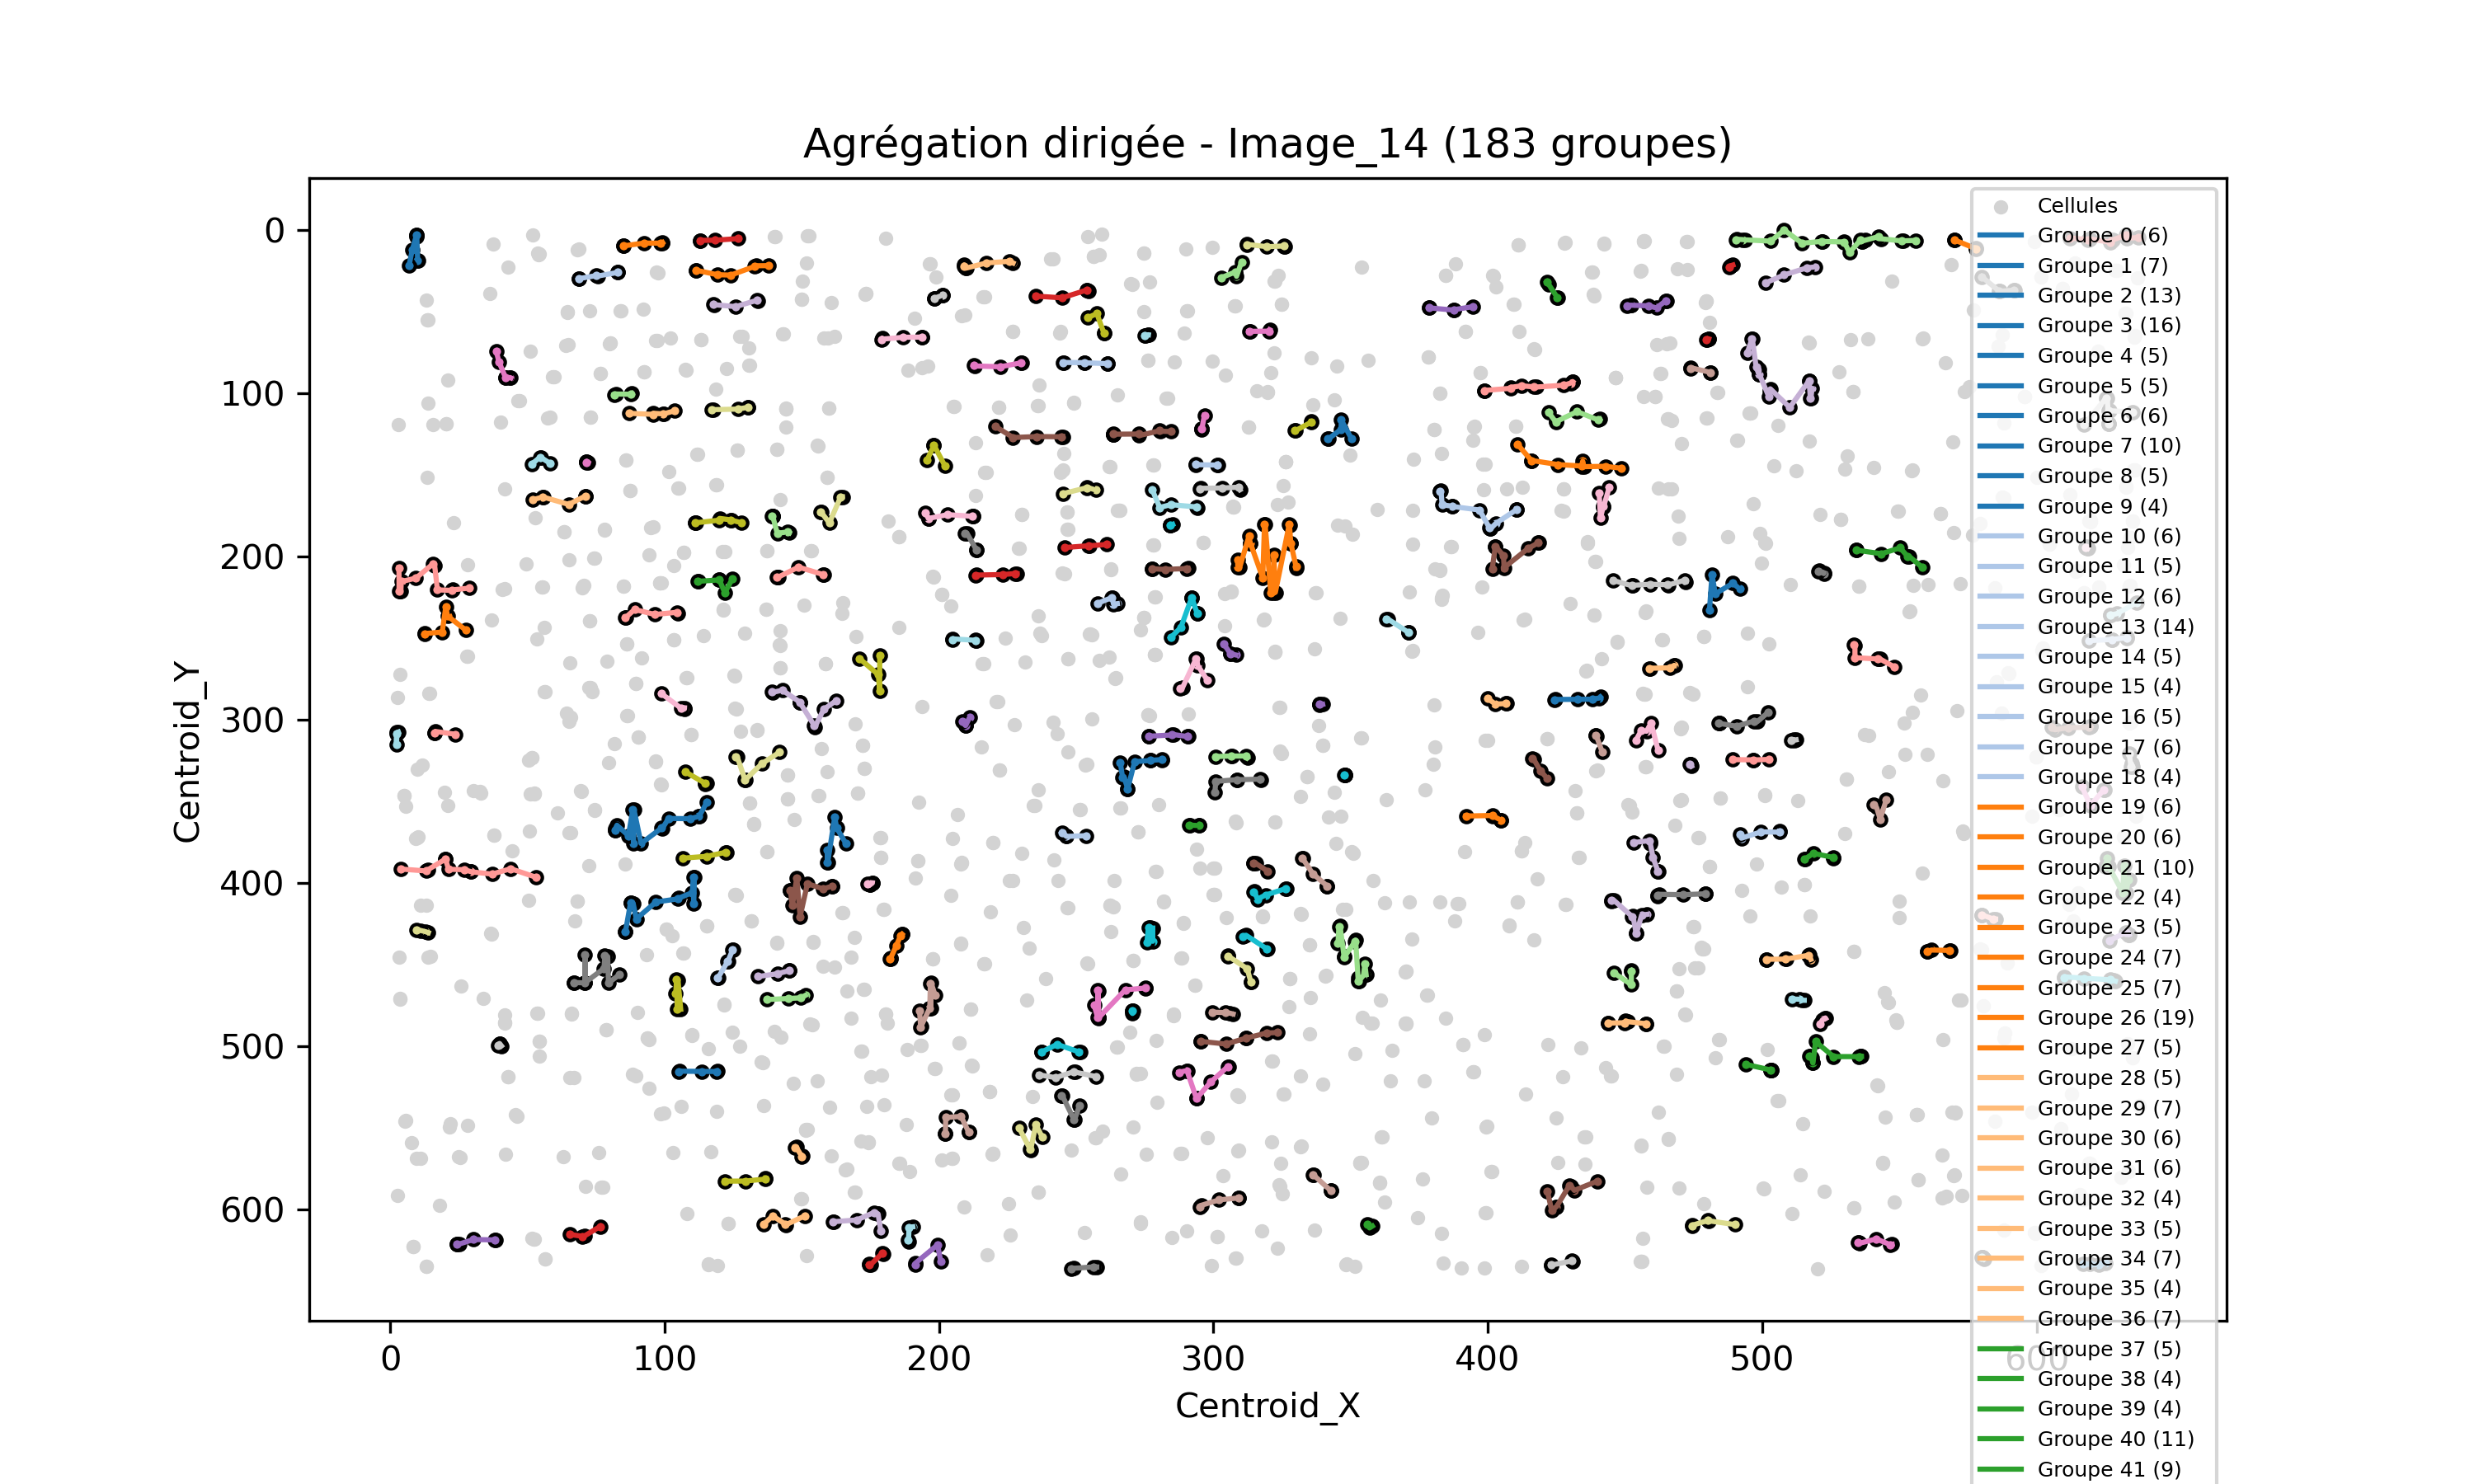 Agrégation dirigée - Image_14 (183 groupes)
Centroid_Y
0
100
200
300
400
500
600
0
100
200
300
400
500
600
Centroid_X
Cellules
Groupe 0 (6)
Groupe 1 (7)
Groupe 2 (13)
Groupe 3 (16)
Groupe 4 (5)
Groupe 5 (5)
Groupe 6 (6)
Groupe 7 (10)
Groupe 8 (5)
Groupe 9 (4)
Groupe 10 (6)
Groupe 11 (5)
Groupe 12 (6)
Groupe 13 (14)
Groupe 14 (5)
Groupe 15 (4)
Groupe 16 (5)
Groupe 17 (6)
Groupe 18 (4)
Groupe 19 (6)
Groupe 20 (6)
Groupe 21 (10)
Groupe 22 (4)
Groupe 23 (5)
Groupe 24 (7)
Groupe 25 (7)
Groupe 26 (19)
Groupe 27 (5)
Groupe 28 (5)
Groupe 29 (7)
Groupe 30 (6)
Groupe 31 (6)
Groupe 32 (4)
Groupe 33 (5)
Groupe 34 (7)
Groupe 35 (4)
Groupe 36 (7)
Groupe 37 (5)
Groupe 38 (4)
Groupe 39 (4)
Groupe 40 (11)
Groupe 41 (9)